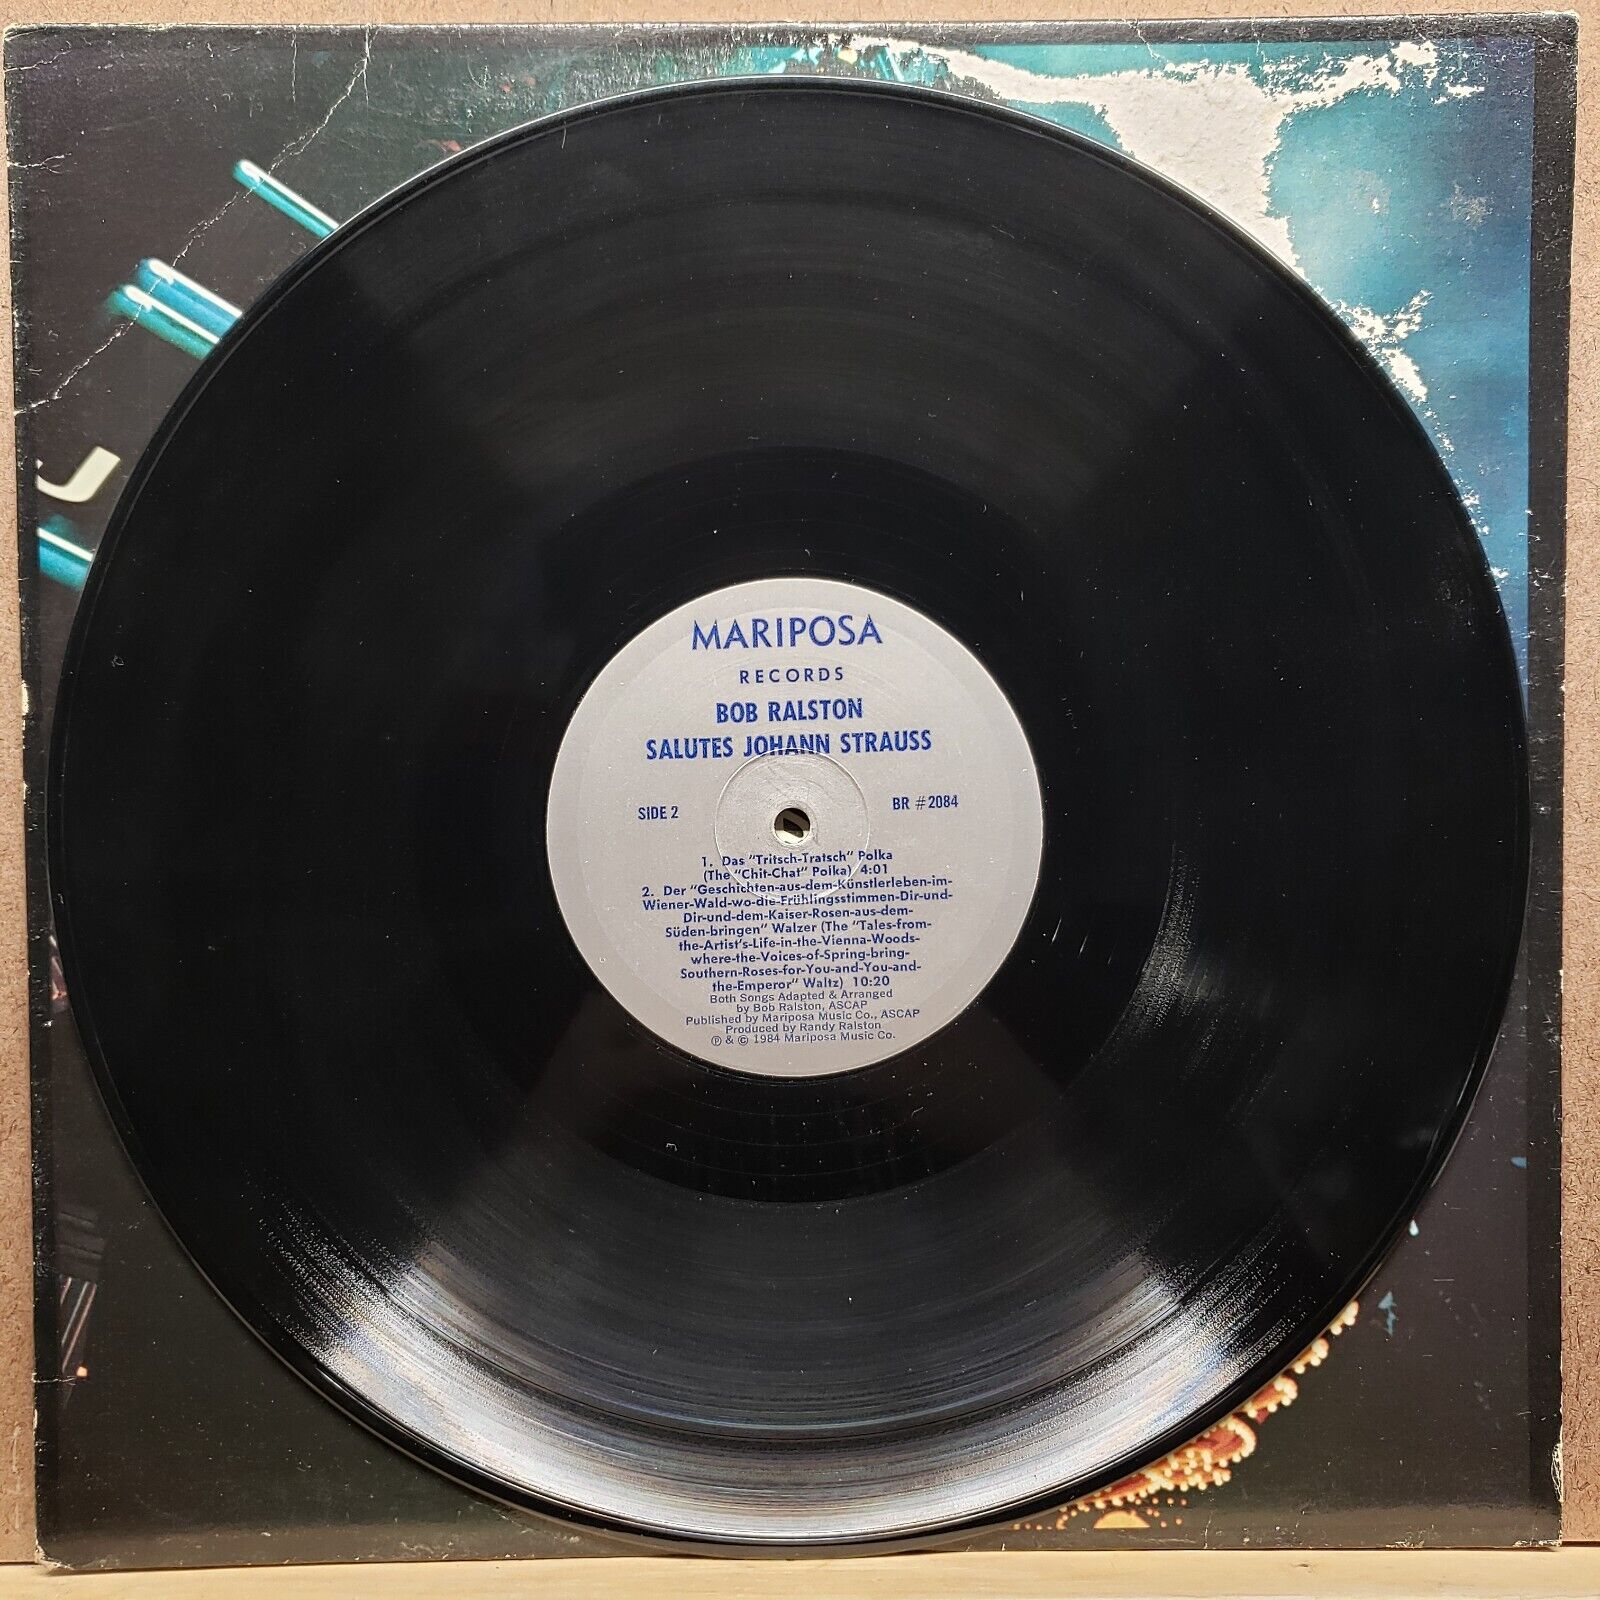 MARIPOSA
RECORDS
BOB RALSTON
SALUTES JOHANN STRAUSS
SIDE 2
BR #2084
1. Das "Tritsch-Tratsch" Polka
(The "Chit-Chat" Polka) 4:01
2. Der "Geschichten-aus-dem-Künstlerleben-im-
Wiener-Wald-wo-die-Frühlingsstimmen-Dir-und-
Dir-und-dem-Kaiser-Rosen-aus-dem-
Süden-bringen" Walzer (The "Tales-from-
the-Artist's-Life-in-the-Vienna-Woods-
where-the-Voices-of-Spring-bring-
Southern-Roses-for-You-and-You-and-
the-Emperor" Waltz) 10:20
Both Songs Adapted & Arranged
by Bob Ralston, ASCAP
Published by Mariposa Music Co., ASCAP
Produced by Randy Ralston
Ⓟ & © 1984 Mariposa Music Co.